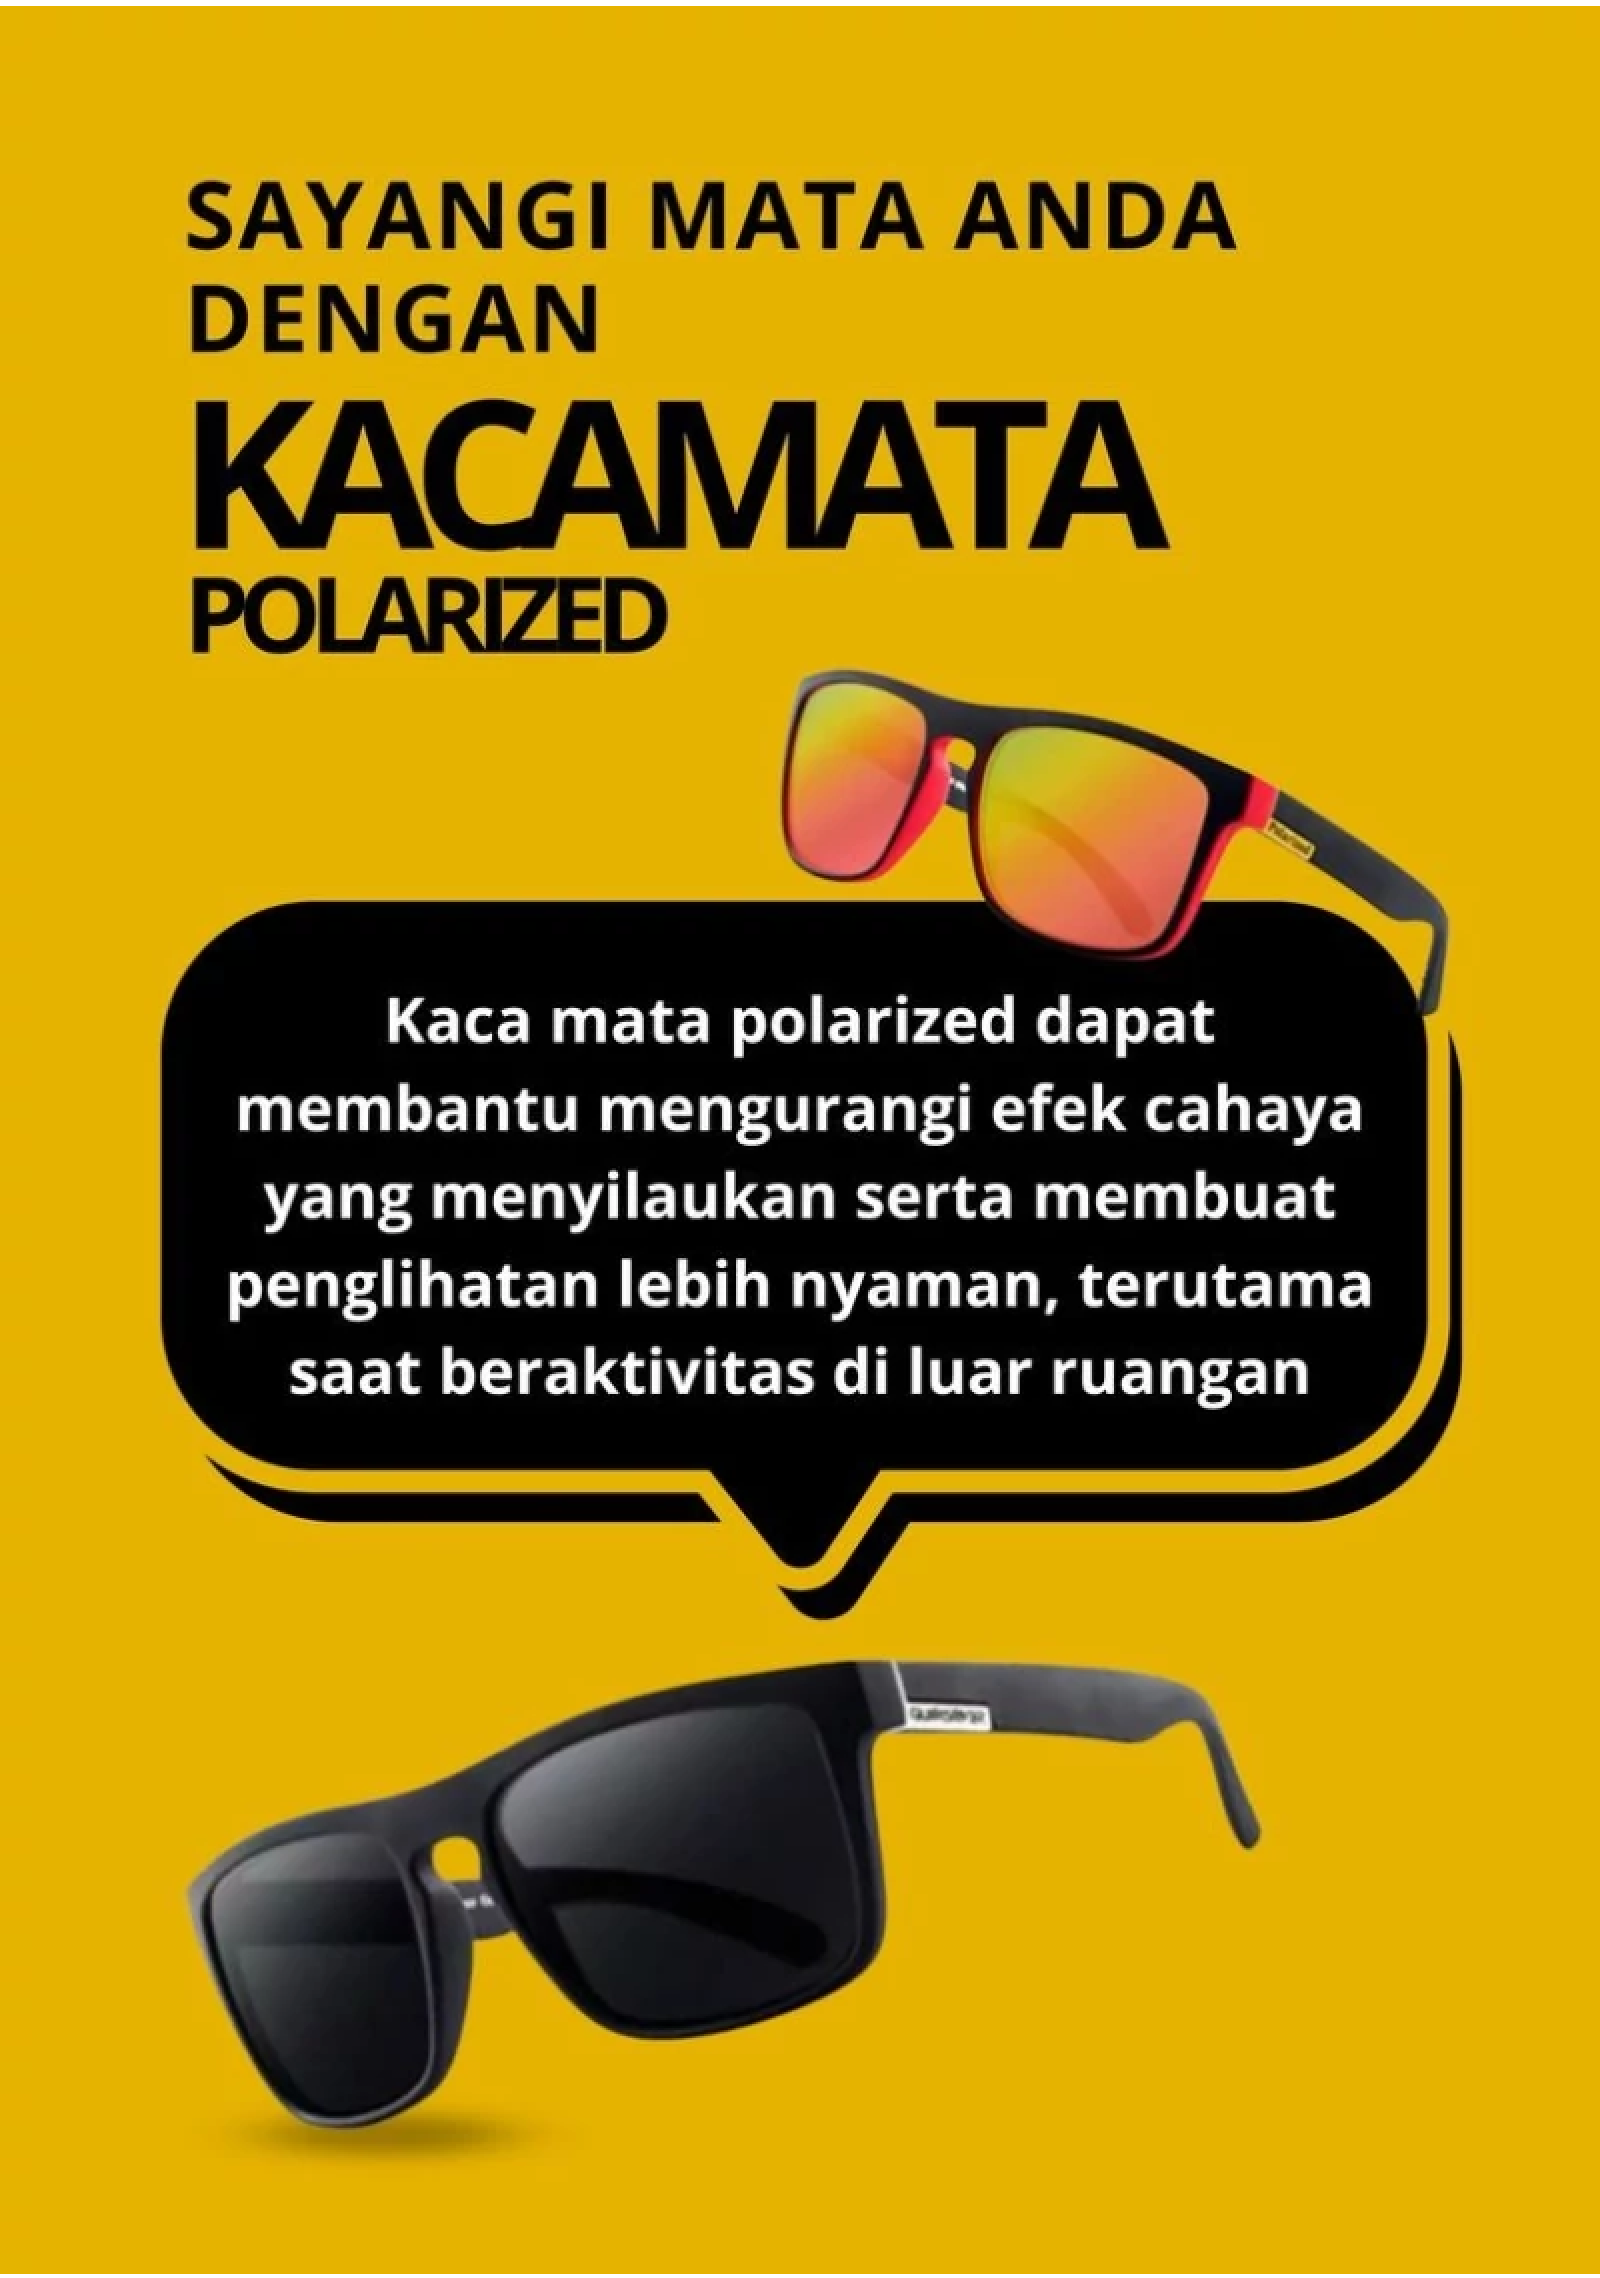 SAYANGI MATA ANDA
DENGAN
KACAMATA
POLARIZED
Polarized
Kaca mata polarized dapat
membantu mengurangi efek cahaya
yang menyilaukan serta membuat
penglihatan lebih nyaman, terutama
saat beraktivitas di luar ruangan